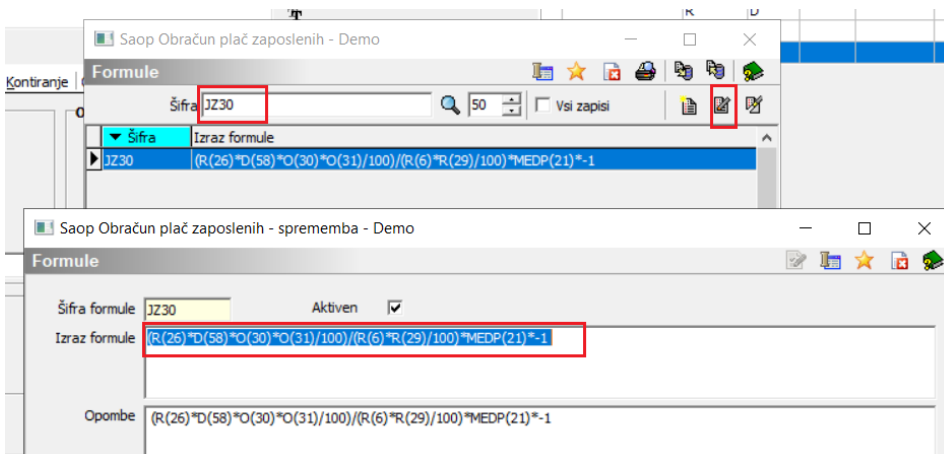 R D
Saop Obračun plač zaposlenih - Demo
Formule
Kontiranje
Šifra JZ30 50 Vsi zapisi
Šifra Izraz formule
JZ30 (R(26)*D(58)*O(30)*O(31)/100)/(R(6)*R(29)/100)*MEDP(21)*-1
Saop Obračun plač zaposlenih - sprememba - Demo
Formule
Šifra formule JZ30 Aktiven
Izraz formule (R(26)*D(58)*O(30)*O(31)/100)/(R(6)*R(29)/100)*MEDP(21)*-1
Opombe (R(26)*D(58)*O(30)*O(31)/100)/(R(6)*R(29)/100)*MEDP(21)*-1